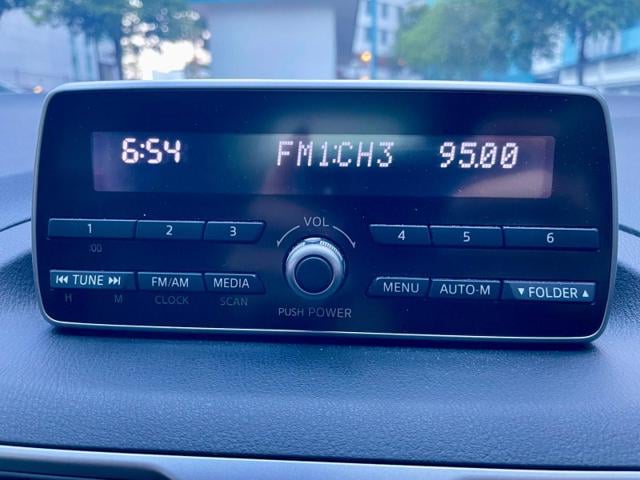 6:54 FM1:CH3 95.00
VOL
1 2 3 4 5 6
:00
⏮ TUNE ⏭ FM/AM MEDIA MENU AUTO-M ▼ FOLDER ▲
H M CLOCK SCAN
PUSH POWER